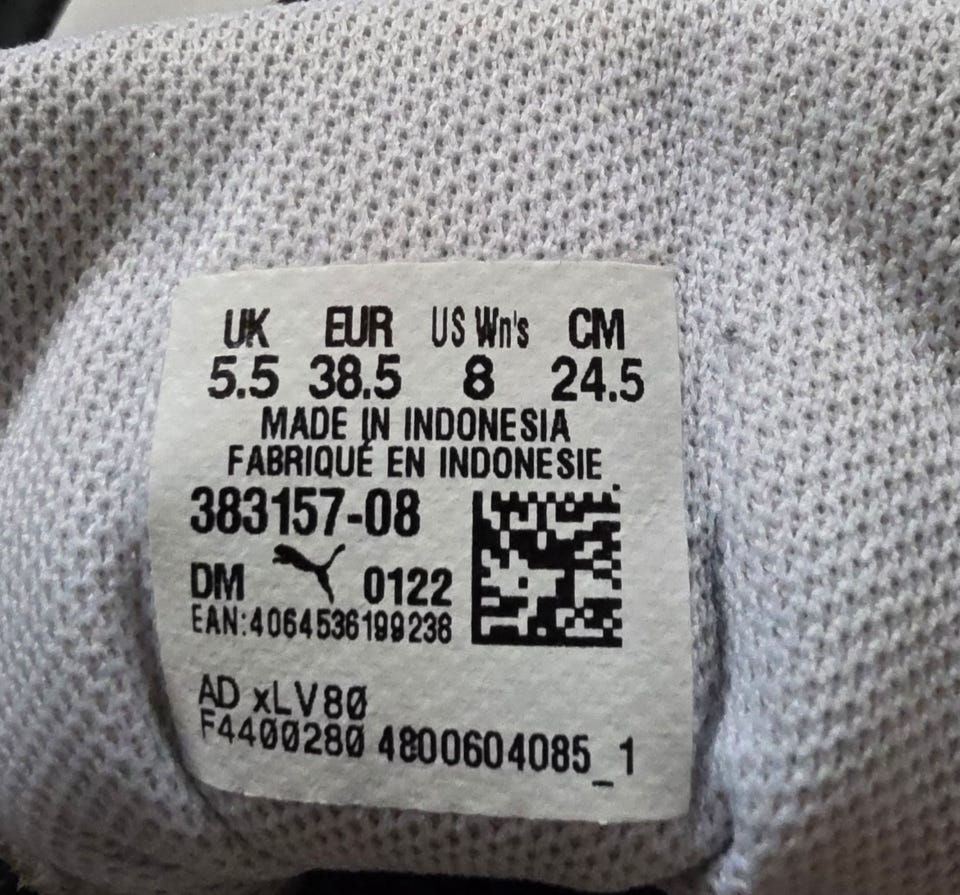 UK EUR US Wn's CM
5.5 38.5 8 24.5
MADE IN INDONESIA
FABRIQUÉ EN INDONESIE
383157-08
DM 0122
EAN:4064536199236
AD xLV80
F4400280 4800604085_1